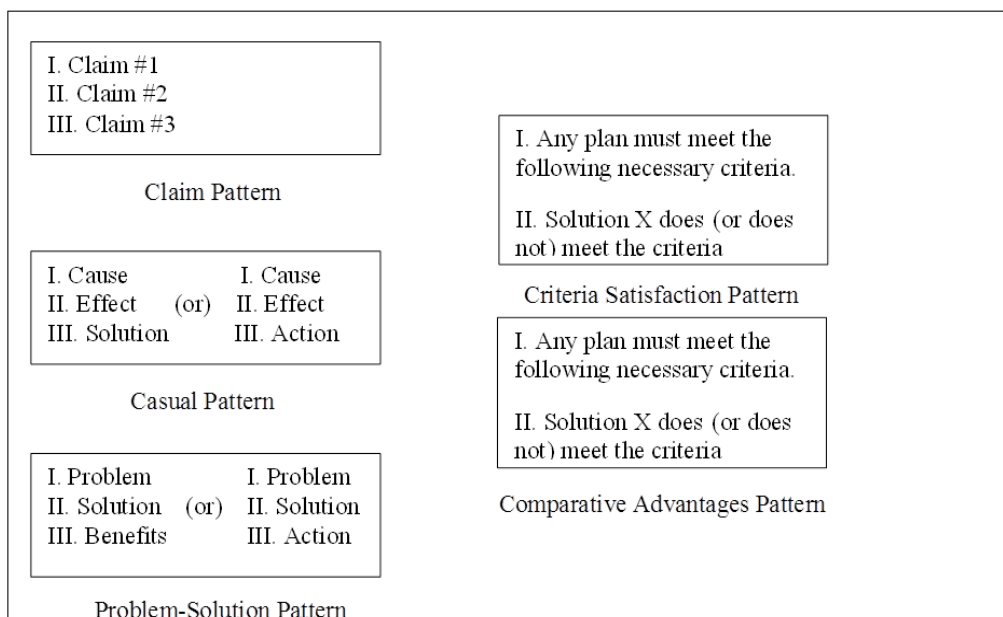 I. Claim #1
II. Claim #2
III. Claim #3
Claim Pattern
I. Cause I. Cause
II. Effect (or) II. Effect
III. Solution III. Action
Casual Pattern
I. Problem I. Problem
II. Solution (or) II. Solution
III. Benefits III. Action
Problem-Solution Pattern
I. Any plan must meet the
following necessary criteria.
II. Solution X does (or does
not) meet the criteria
Criteria Satisfaction Pattern
I. Any plan must meet the
following necessary criteria.
II. Solution X does (or does
not) meet the criteria
Comparative Advantages Pattern